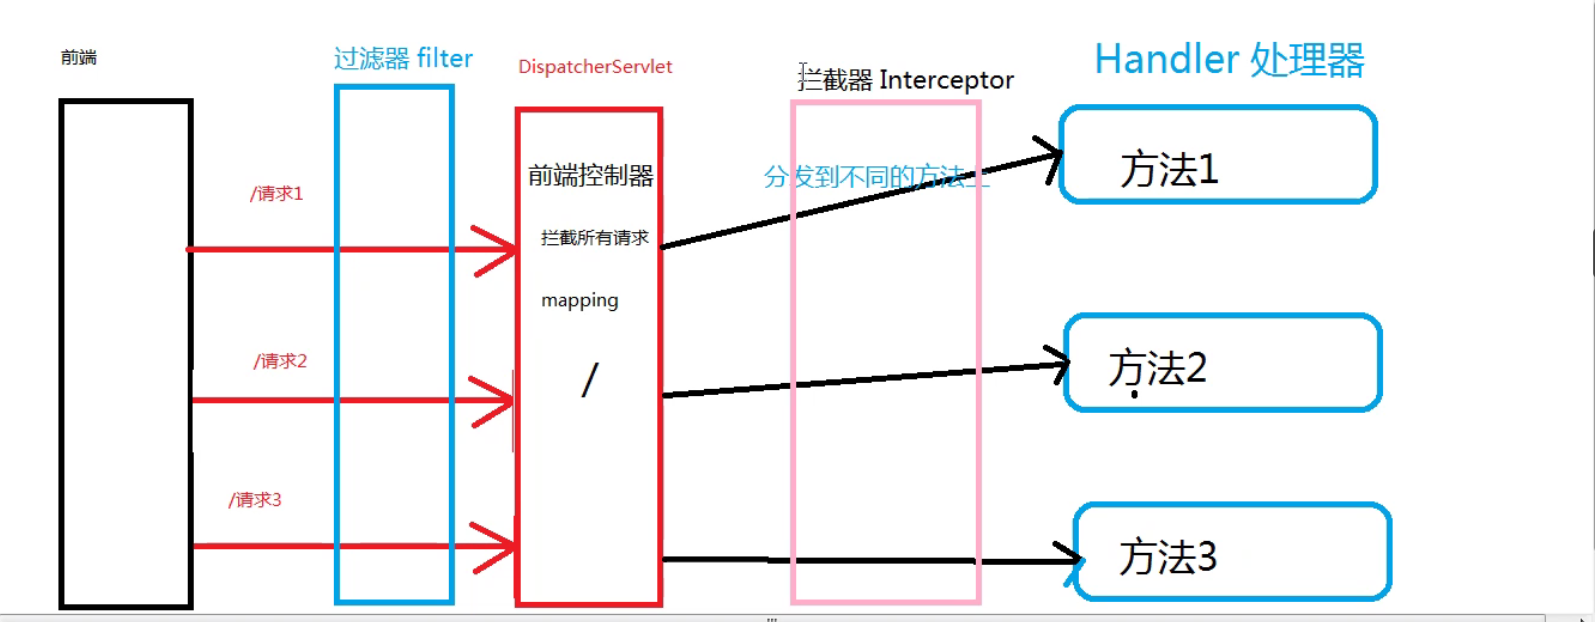 前端
过滤器 filter
DispatcherServlet
拦截器 Interceptor
Handler 处理器
/请求1
前端控制器
拦截所有请求
mapping
/
分发到不同的方法上
方法1
/请求2
方法2
/请求3
方法3